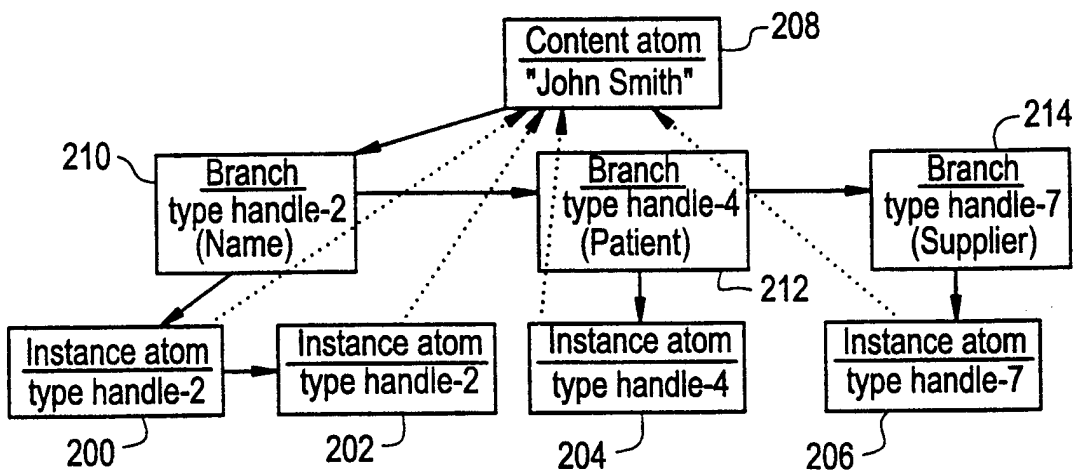 Content atom
"John Smith"
208
210
Branch
type handle-2
(Name)
Branch
type handle-4
(Patient)
212
Branch
type handle-7
(Supplier)
214
Instance atom
type handle-2
200
Instance atom
type handle-2
202
Instance atom
type handle-4
204
Instance atom
type handle-7
206